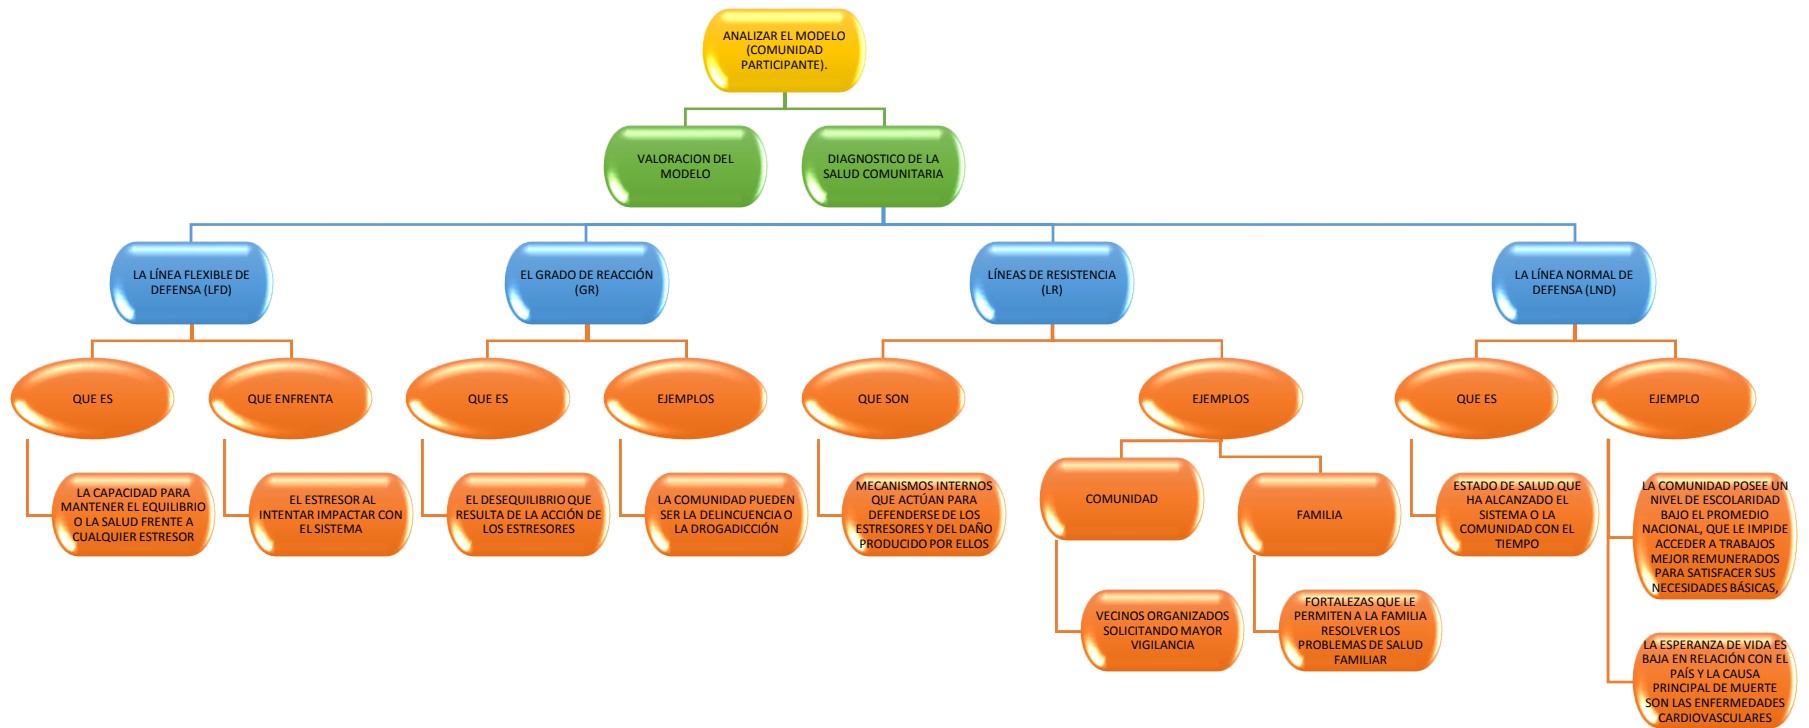 ANALIZAR EL MODELO
(COMUNIDAD
PARTICIPANTE).
VALORACION DEL
MODELO
DIAGNOSTICO DE LA
SALUD COMUNITARIA
LA LÍNEA FLEXIBLE DE
DEFENSA (LFD)
EL GRADO DE REACCIÓN
(GR)
LÍNEAS DE RESISTENCIA
(LR)
LA LÍNEA NORMAL DE
DEFENSA (LND)
QUE ES
QUE ENFRENTA
QUE ES
EJEMPLOS
QUE SON
EJEMPLOS
QUE ES
EJEMPLO
LA CAPACIDAD PARA
MANTENER EL EQUILIBRIO
O LA SALUD FRENTE A
CUALQUIER ESTRESOR
EL ESTRESOR AL
INTENTAR IMPACTAR CON
EL SISTEMA
EL DESEQUILIBRIO QUE
RESULTA DE LA ACCIÓN DE
LOS ESTRESORES
LA COMUNIDAD PUEDEN
SER LA DELINCUENCIA O
LA DROGADICCIÓN
MECANISMOS INTERNOS
QUE ACTÚAN PARA
DEFENDERSE DE LOS
ESTRESORES Y DEL DAÑO
PRODUCIDO POR ELLOS
COMUNIDAD
FAMILIA
ESTADO DE SALUD QUE
HA ALCANZADO EL
SISTEMA O LA
COMUNIDAD CON EL
TIEMPO
LA COMUNIDAD POSEE UN
NIVEL DE ESCOLARIDAD
BAJO EL PROMEDIO
NACIONAL, QUE LE IMPIDE
ACCEDER A TRABAJOS
MEJOR REMUNERADOS
PARA SATISFACER SUS
NECESIDADES BÁSICAS,
VECINOS ORGANIZADOS
SOLICITANDO MAYOR
VIGILANCIA
FORTALEZAS QUE LE
PERMITEN A LA FAMILIA
RESOLVER LOS
PROBLEMAS DE SALUD
FAMILIAR
LA ESPERANZA DE VIDA ES
BAJA EN RELACIÓN CON EL
PAÍS Y LA CAUSA
PRINCIPAL DE MUERTE
SON LAS ENFERMEDADES
CARDIOVASCULARES